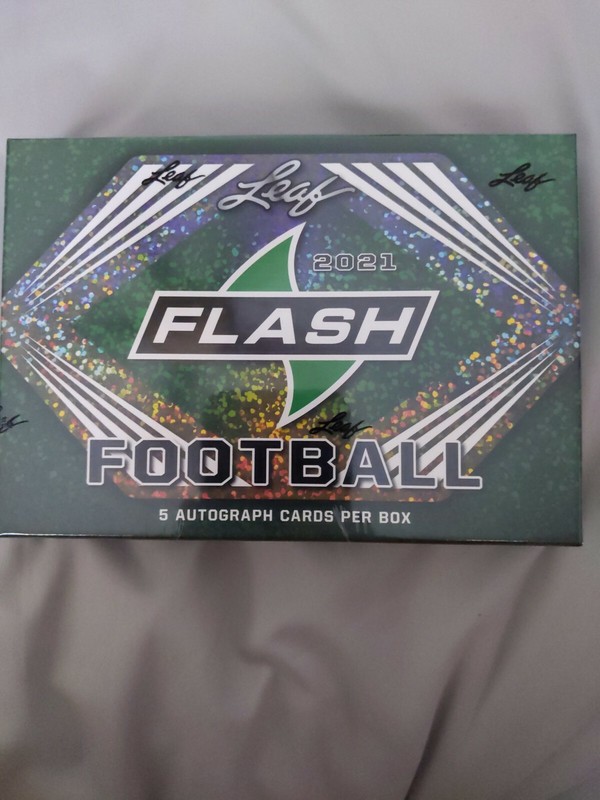 Leaf
Leaf
Leaf
2021
FLASH
Leaf
FOOTBALL
5 AUTOGRAPH CARDS PER BOX